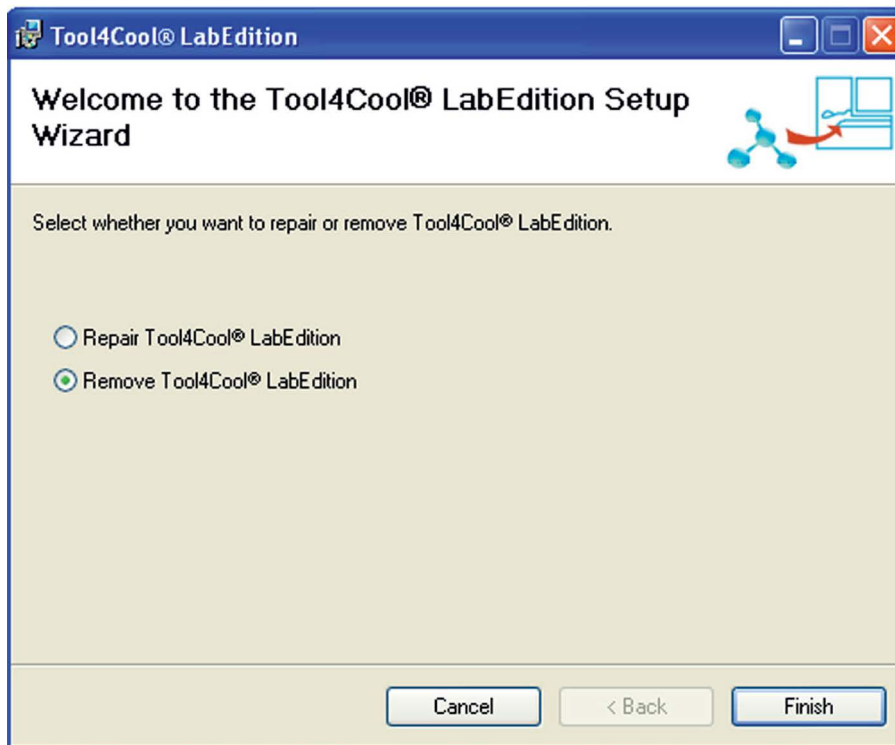 Tool4Cool® LabEdition
Welcome to the Tool4Cool® LabEdition Setup
Wizard
Select whether you want to repair or remove Tool4Cool® LabEdition.
Repair Tool4Cool® LabEdition
Remove Tool4Cool® LabEdition
Cancel
< Back
Finish